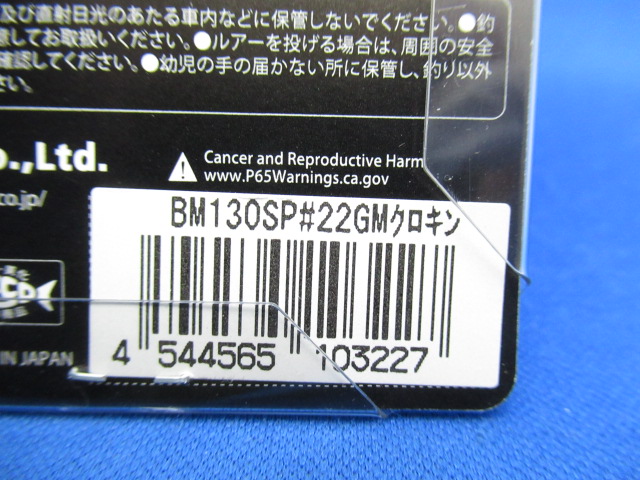 及び直射日光のあたる車内などに保管しないでください。●釣
してお取扱いください。●ルアーを投げる場合は、周囲の安全
確認してください。●幼児の手の届かない所に保管し、釣り以外
い。
o.,Ltd.
Cancer and Reproductive Harm
www.P65Warnings.ca.gov
co.jp/
BM130SP#22GMクロキン
4 544565 103227
IN JAPAN